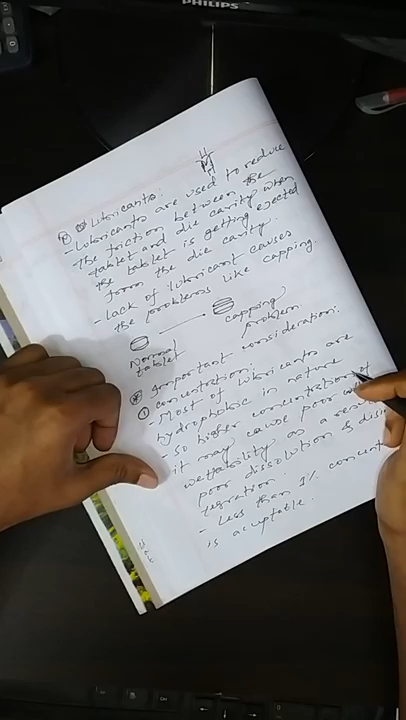 PHILIPS
Lubricants:
- Lubricants are used to reduce
the friction between the
tablet and die cavity when
the tablet is getting ejected
from the die cavity.
- Lack of lubricant causes
the problems like capping.
Normal
tablet
capping
problem.
Important consideration:
① concentration:
- Most of lubricants are
hydrophobic in nature
- So higher concentration of
it may cause poor
wettability as a result
poor dissolution &
tegration.
- Less than 1%
is acceptable.